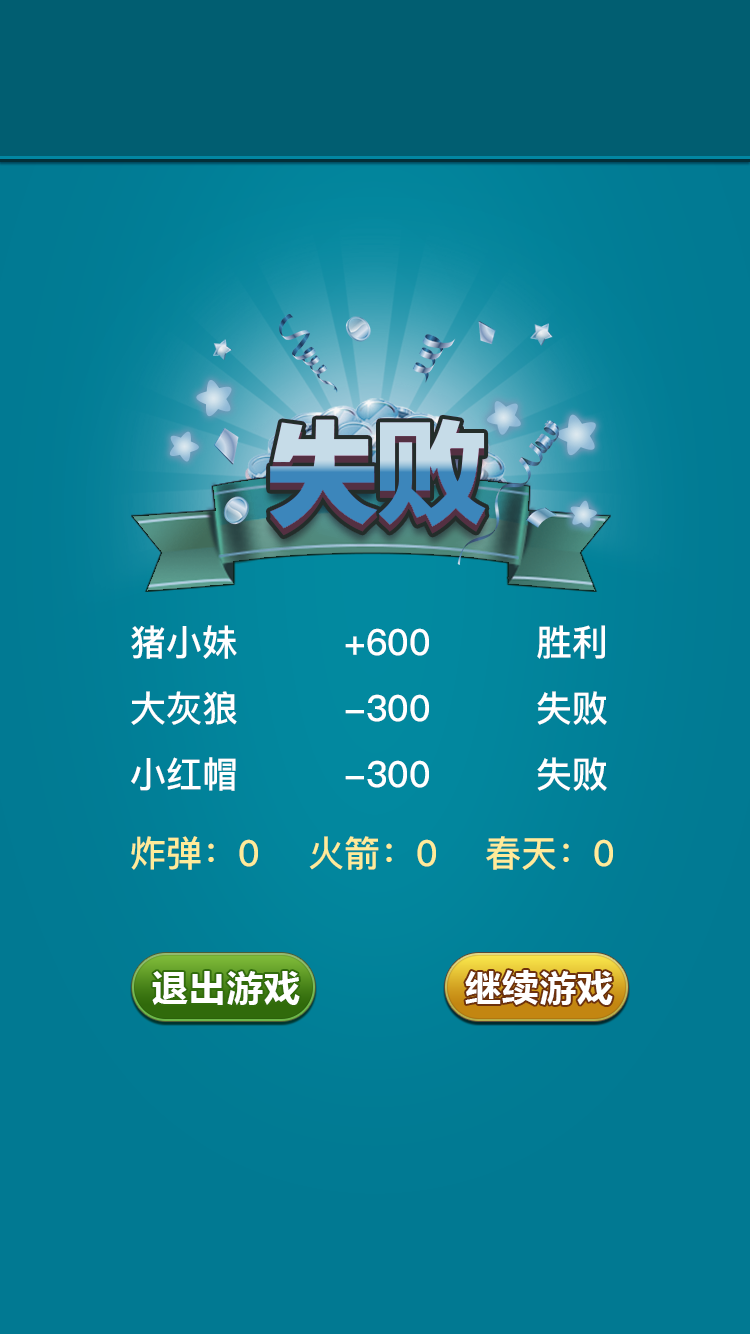 失败
猪小妹 +600 胜利
大灰狼 –300 失败
小红帽 –300 失败
炸弹：0 火箭：0 春天：0
退出游戏 继续游戏